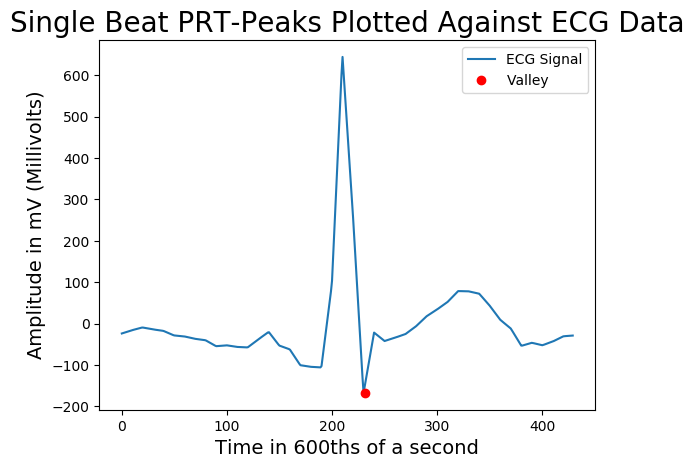 Single Beat PRT-Peaks Plotted Against ECG Data
ECG Signal
Valley
600
500
400
300
200
100
0
−100
−200
Amplitude in mV (Millivolts)
0 100 200 300 400
Time in 600ths of a second